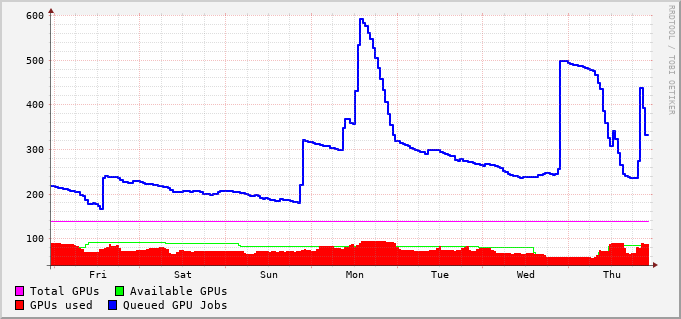 600
500
400
300
200
100
Fri Sat Sun Mon Tue Wed Thu
Total GPUs Available GPUs
GPUs used Queued GPU Jobs
RRDTOOL / TOBI OETIKER